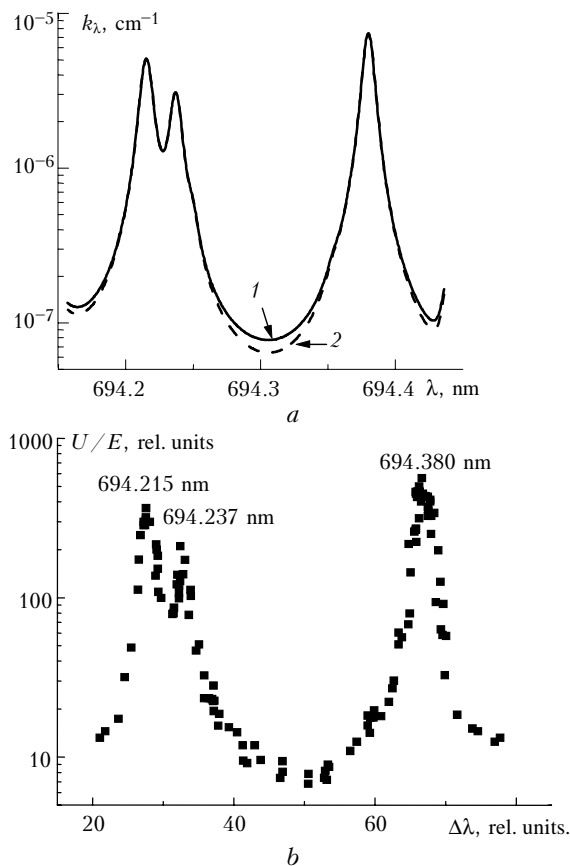 k_λ, cm⁻¹
10⁻⁵
10⁻⁶
10⁻⁷
1
2
694.2 694.3 694.4 λ, nm
a
1000 U/E, rel. units
694.380 nm
694.215 nm
694.237 nm
100
10
20 40 60 Δλ, rel. units.
b